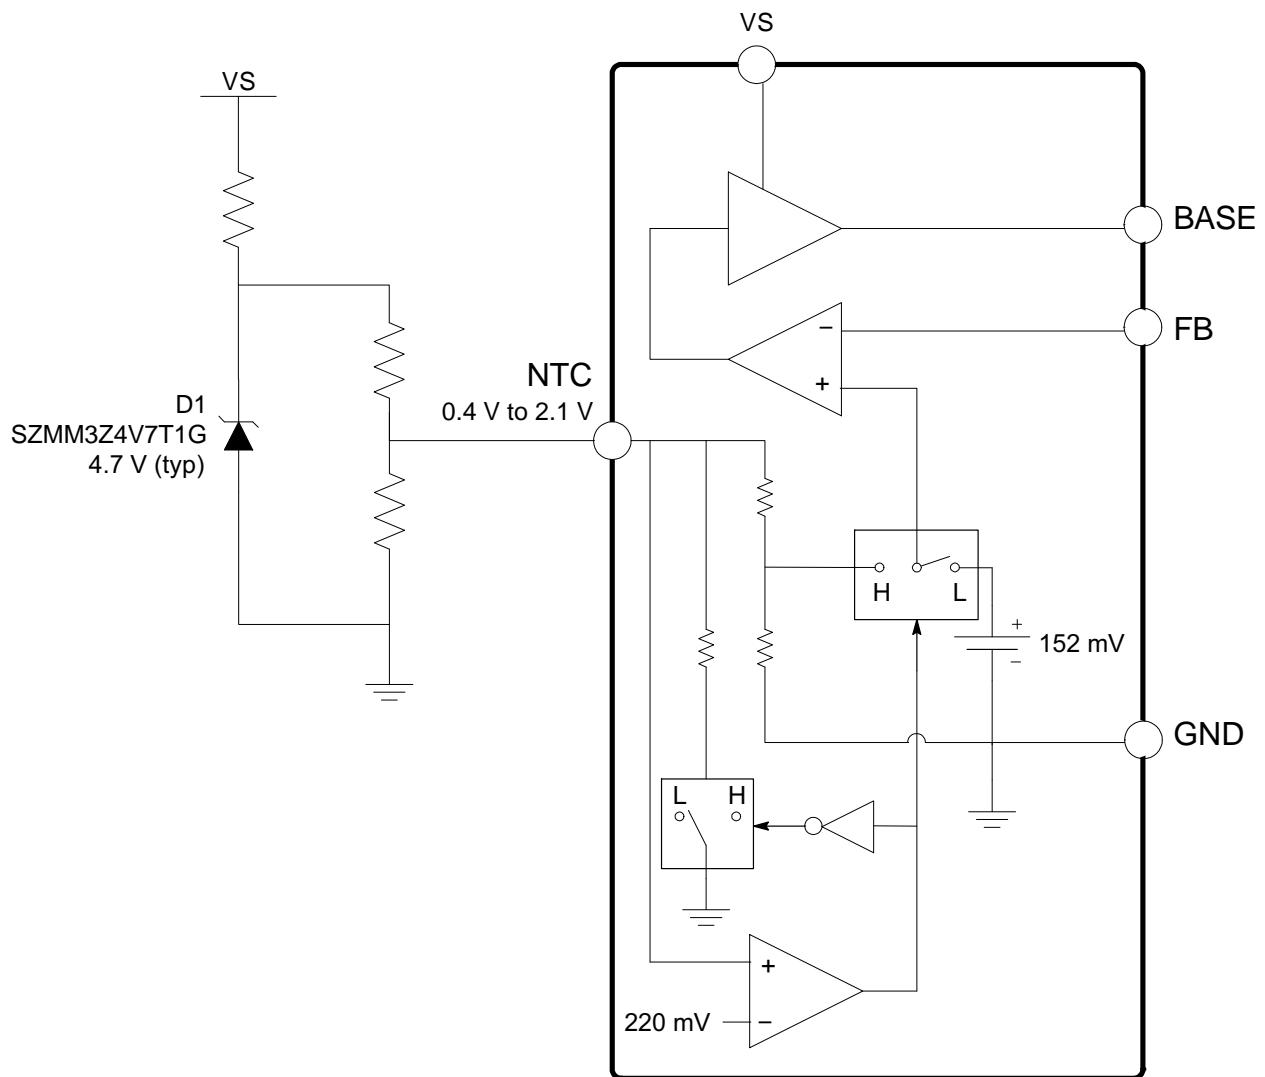 VS
VS
BASE
FB
−
+
NTC
0.4 V to 2.1 V
D1
SZMM3Z4V7T1G
4.7 V (typ)
H L
+
152 mV
−
GND
L H
+
220 mV
−